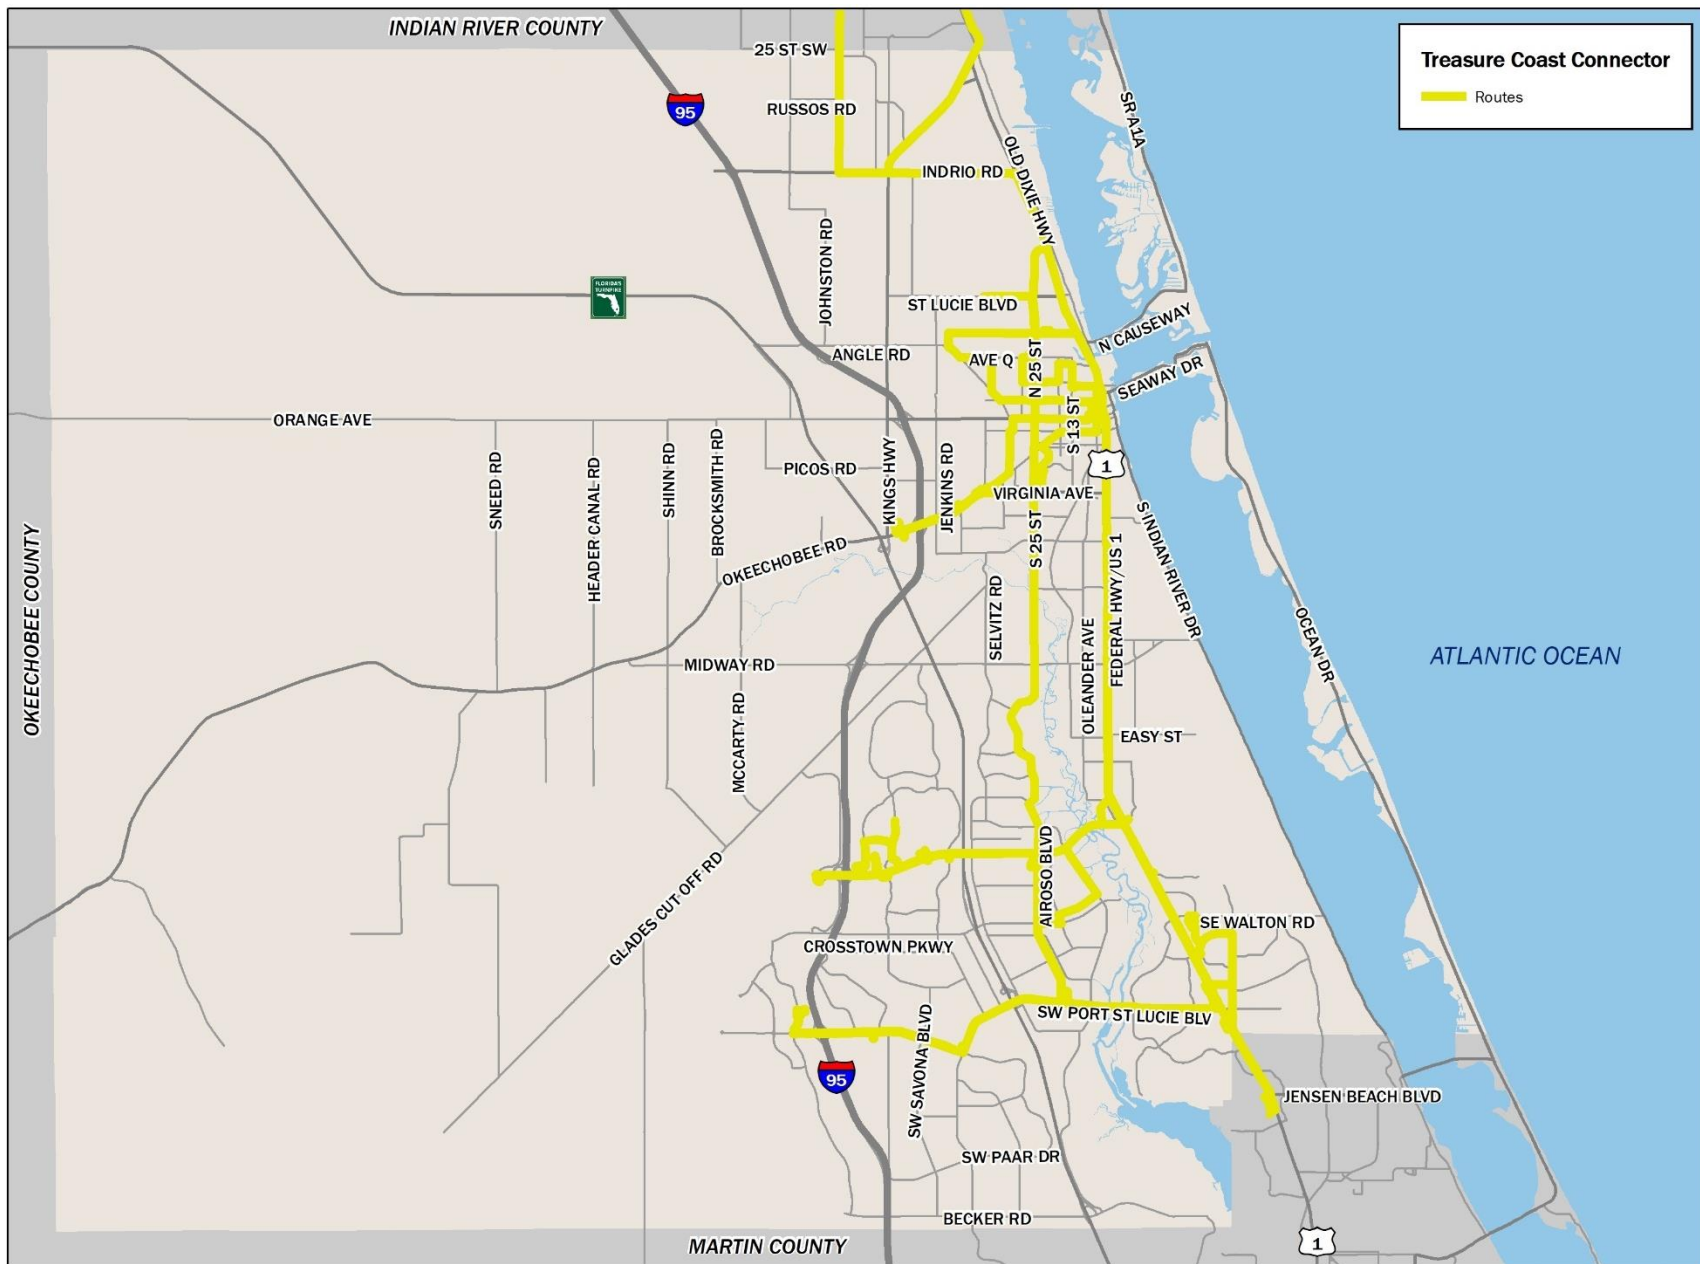 INDIAN RIVER COUNTY
25 ST SW
Treasure Coast Connector
Routes
95
RUSSOS RD
SR A1A
INDRIO RD
OLD DIXIE HWY
JOHNSTON RD
FLORIDA'S
TURNPIKE
ST LUCIE BLVD
N CAUSEWAY
ANGLE RD
AVE Q
N 25 ST
SEAWAY DR
ORANGE AVE
S 13 ST
SNEED RD
HEADER CANAL RD
SHINN RD
BROCKSMITH RD
PICOS RD
KINGS HWY
JENKINS RD
1
VIRGINIA AVE
S 25 ST
S INDIAN RIVER DR
OKEECHOBEE RD
FEDERAL HWY/US 1
OKEECHOBEE COUNTY
SELVITZ RD
OLEANDER AVE
OCEAN DR
ATLANTIC OCEAN
MIDWAY RD
MCCARTY RD
EASY ST
GLADES CUT OFF RD
AIROSO BLVD
SE WALTON RD
CROSSTOWN PKWY
SW PORT ST LUCIE BLV
SW SAVONA BLVD
95
JENSEN BEACH BLVD
SW PAAR DR
BECKER RD
MARTIN COUNTY
1